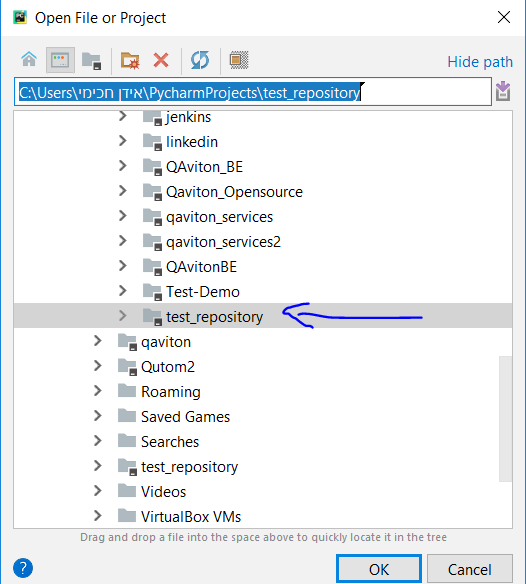 Open File or Project
Hide path
C:\Users\אידן חכימי\PycharmProjects\test_repository
jenkins
linkedin
QAviton_BE
Qaviton_Opensource
qaviton_services
qaviton_services2
QAvitonBE
Test-Demo
test_repository
qaviton
Qutom2
Roaming
Saved Games
Searches
test_repository
Videos
VirtualBox VMs
Drag and drop a file into the space above to quickly locate it in the tree
?
OK
Cancel